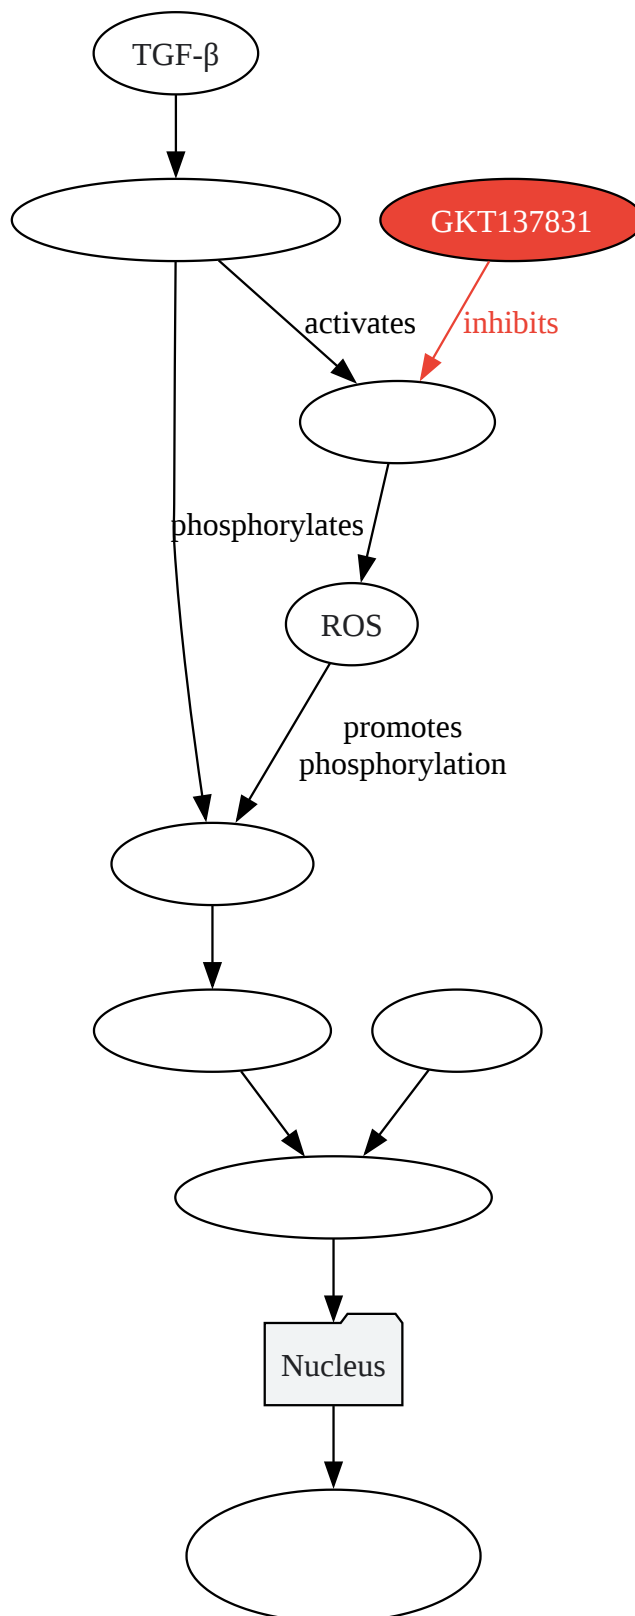 TGF-β
GKT137831
activates
inhibits
phosphorylates
ROS
promotes
phosphorylation
Nucleus